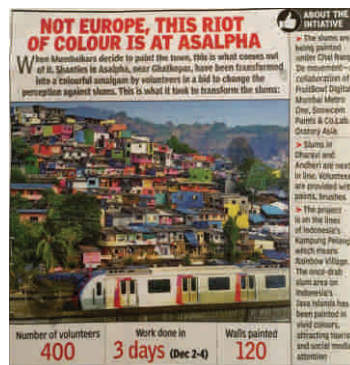 NOT EUROPE, THIS RIOT
OF COLOUR IS AT ASALPHA
When Mumbaikars decide to paint the town, this is what comes out
of it. Shanties in Asalpha, near Ghatkopar, have been transformed
into a colourful amalgam by volunteers in a bid to change the
perception against slums. This is what it took to transform the slums:
Number of volunteers
400
Work done in
3 days (Dec 2-4)
Walls painted
120
ABOUT THE
INITIATIVE
➤ The slums are
being painted
under Chal Rang
De movement—
collaboration of
FruitBowl Digital
Mumbai Metro
One, Snowcem
Paints & Co.Lab.
Oratory Asia
➤ Slums in
Dharavi and
Andheri are next
in line. Volunteers
are provided with
paints, brushes
➤ The project
is on the lines
of Indonesia's
Kampung Pelangi
which means
Rainbow Village.
The once-drab
slum area on
Indonesia's
Java islands has
been painted in
vivid colours,
attracting tourist
and social media
attention